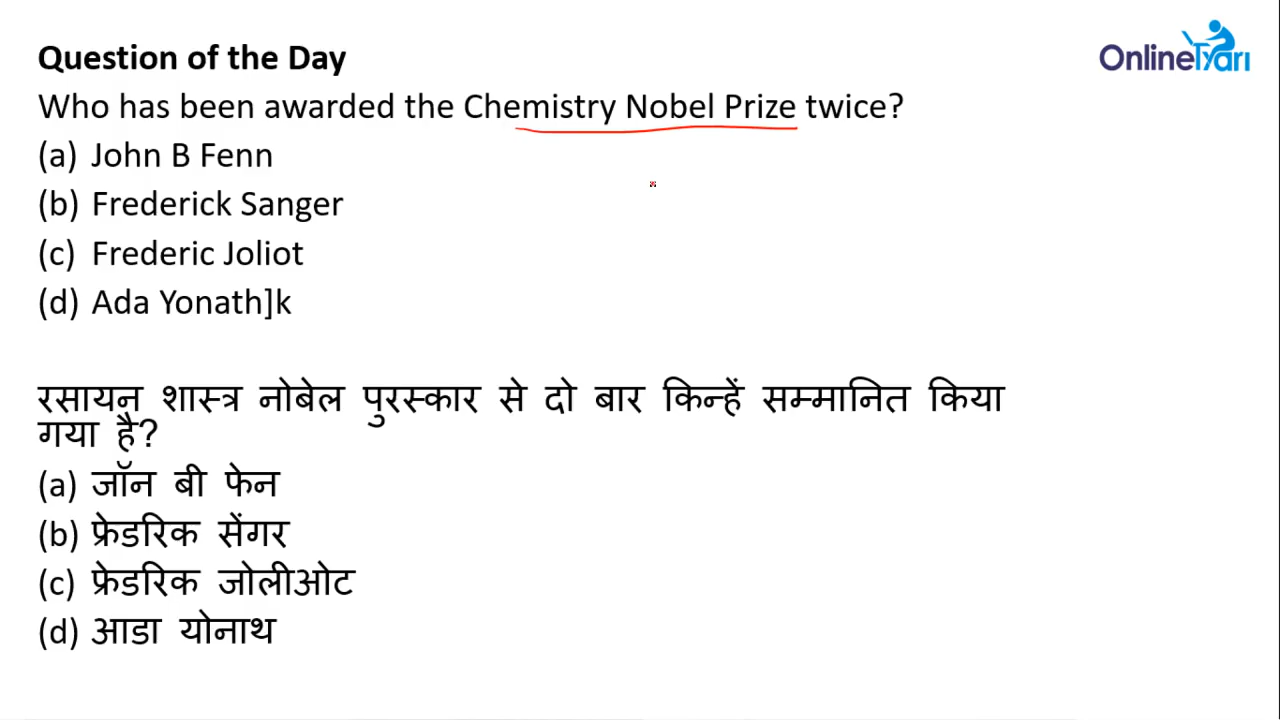 Question of the Day
OnlineTyari
Who has been awarded the Chemistry Nobel Prize twice?
(a) John B Fenn
(b) Frederick Sanger
(c) Frederic Joliot
(d) Ada Yonath]k
रसायन शास्त्र नोबेल पुरस्कार से दो बार किन्हें सम्मानित किया
गया है?
(a) जॉन बी फेन
(b) फ्रेडरिक सेंगर
(c) फ्रेडरिक जोलीओट
(d) आडा योनाथ